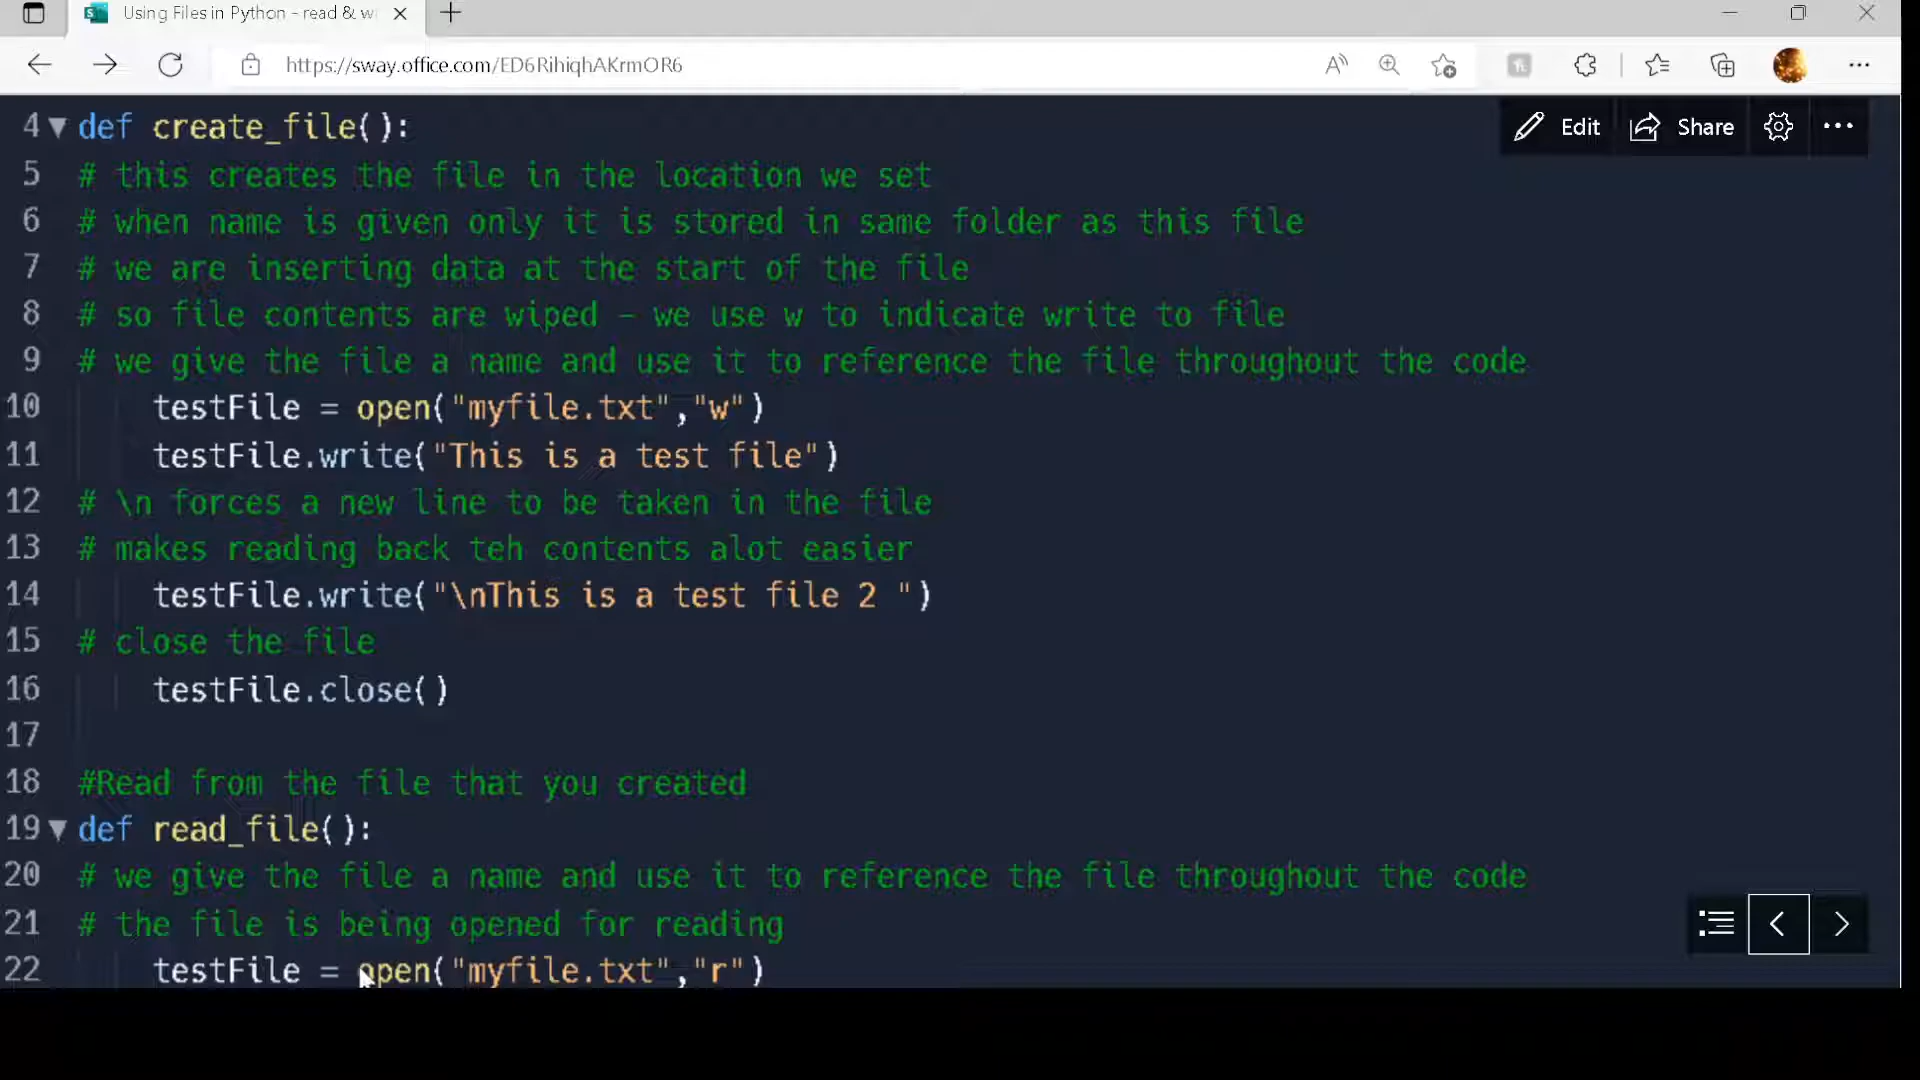 Using Files in Python - read & w
https://sway.office.com/ED6RihiqhAKrmOR6
Edit Share
4 def create_file():
5 # this creates the file in the location we set
6 # when name is given only it is stored in same folder as this file
7 # we are inserting data at the start of the file
8 # so file contents are wiped - we use w to indicate write to file
9 # we give the file a name and use it to reference the file throughout the code
10 testFile = open("myfile.txt","w")
11 testFile.write("This is a test file")
12 # \n forces a new line to be taken in the file
13 # makes reading back teh contents alot easier
14 testFile.write("\nThis is a test file 2 ")
15 # close the file
16 testFile.close()
17
18 #Read from the file that you created
19 def read_file():
20 # we give the file a name and use it to reference the file throughout the code
21 # the file is being opened for reading
22 testFile = open("myfile.txt","r")